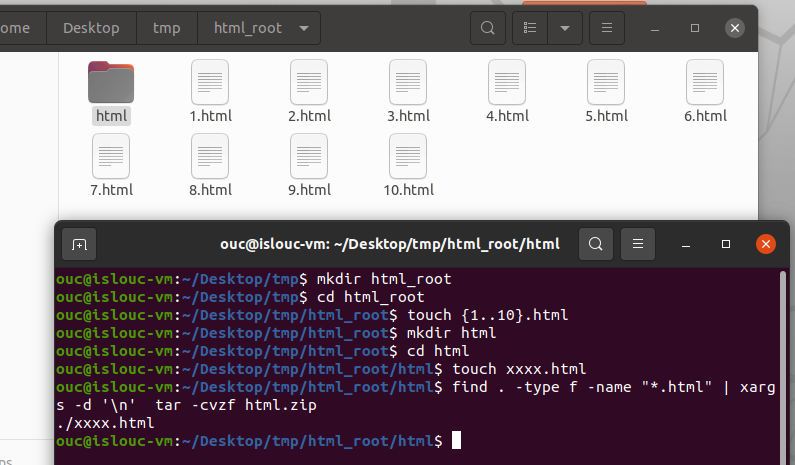 ome Desktop tmp html_root
html 1.html 2.html 3.html 4.html 5.html 6.html
7.html 8.html 9.html 10.html
ouc@islouc-vm: ~/Desktop/tmp/html_root/html
ouc@islouc-vm:~/Desktop/tmp$ mkdir html_root
ouc@islouc-vm:~/Desktop/tmp$ cd html_root
ouc@islouc-vm:~/Desktop/tmp/html_root$ touch {1..10}.html
ouc@islouc-vm:~/Desktop/tmp/html_root$ mkdir html
ouc@islouc-vm:~/Desktop/tmp/html_root$ cd html
ouc@islouc-vm:~/Desktop/tmp/html_root/html$ touch xxxx.html
ouc@islouc-vm:~/Desktop/tmp/html_root/html$ find . -type f -name "*.html" | xarg
s -d '\n'  tar -cvzf html.zip
./xxxx.html
ouc@islouc-vm:~/Desktop/tmp/html_root/html$